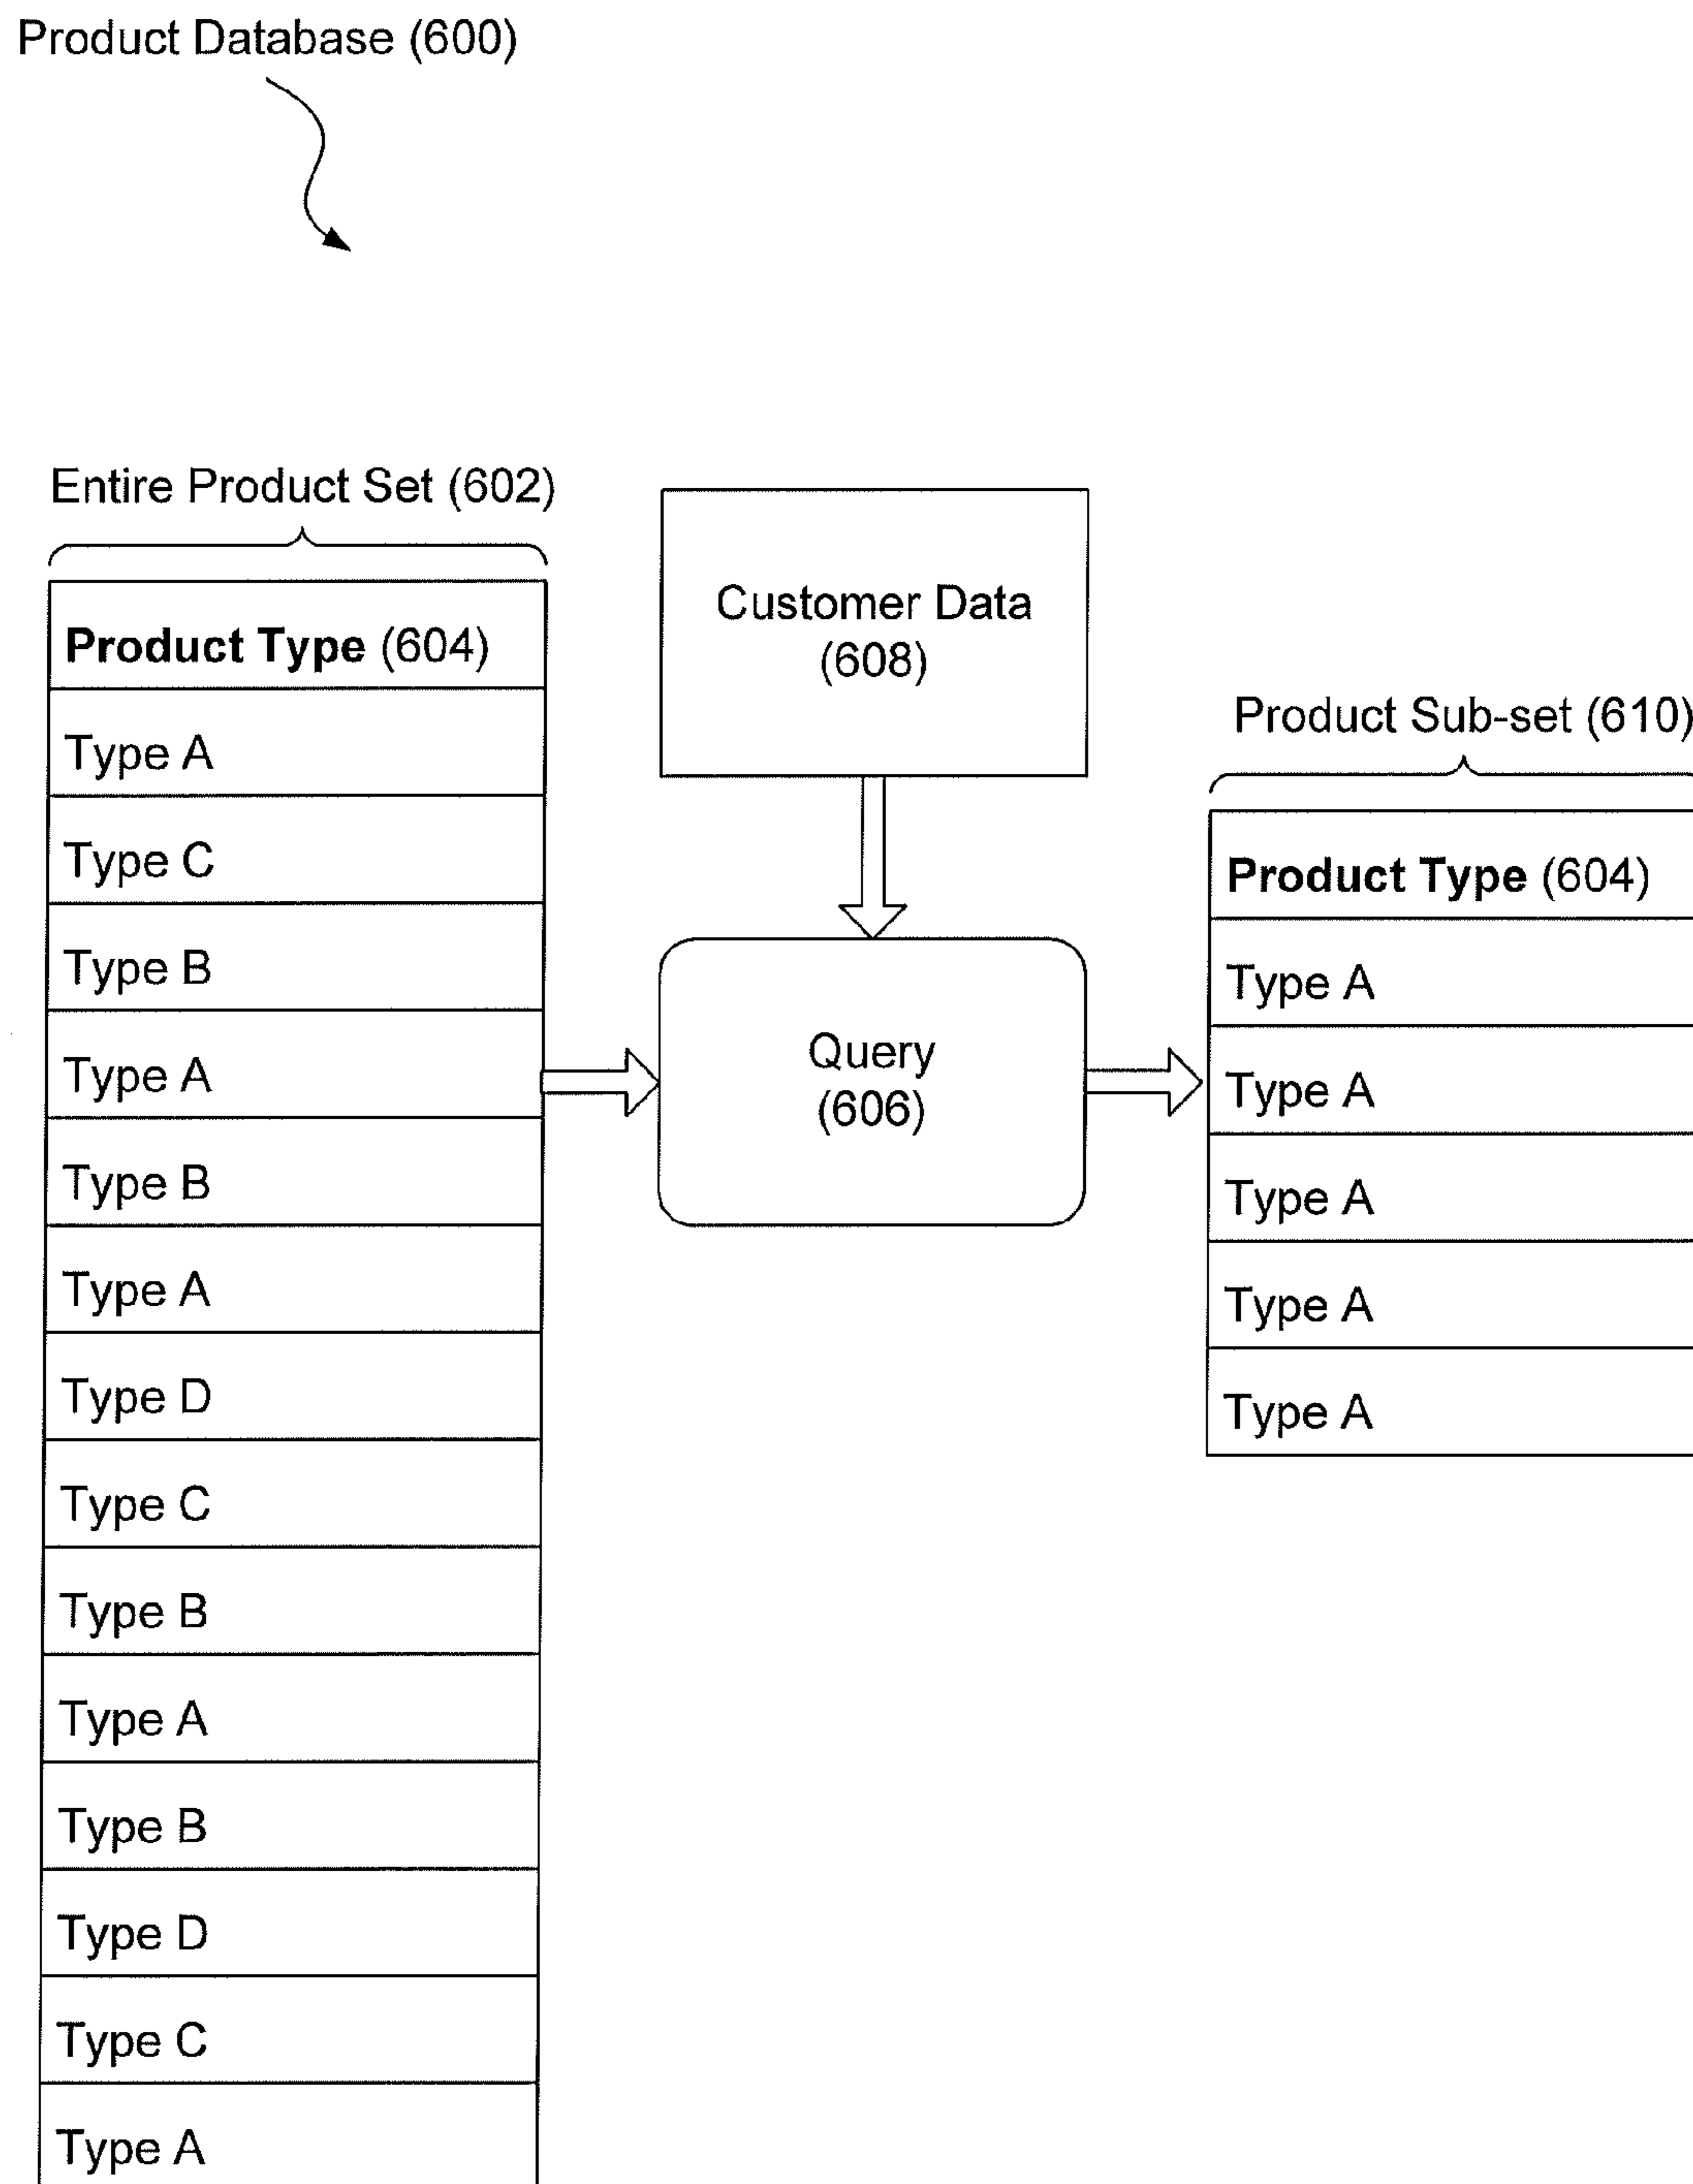 Product Database (600)
Entire Product Set (602)
Product Type (604)
Type A
Type C
Type B
Type A
Type B
Type A
Type D
Type C
Type B
Type A
Type B
Type D
Type C
Type A
Customer Data
(608)
Query
(606)
Product Sub-set (610)
Product Type (604)
Type A
Type A
Type A
Type A
Type A